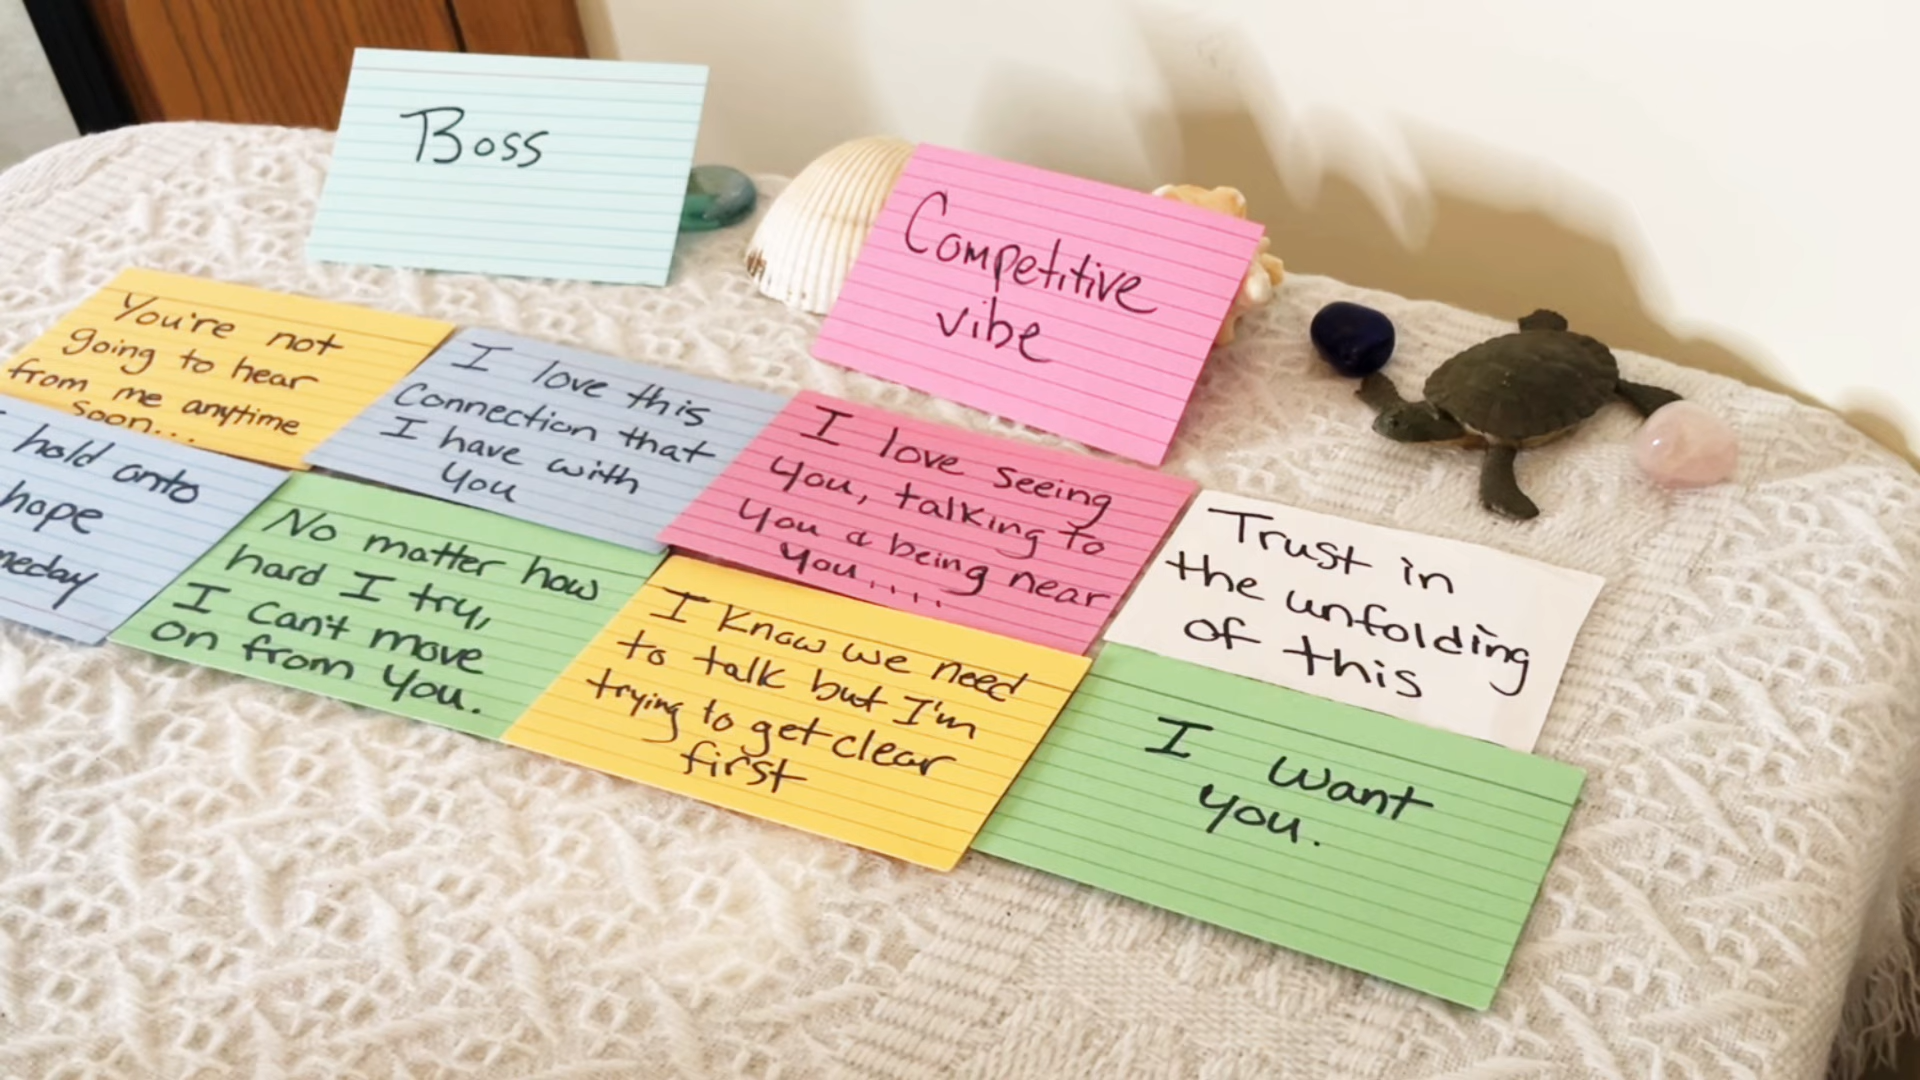 Boss
Competitive
vibe
You're not
going to hear
from me anytime
soon...
I love this
Connection that
I have with
you
I love seeing
you, talking to
you & being near
you....
Trust in
the unfolding
of this
hold onto
hope
No matter how
hard I try,
I can't move
on from you.
I know we need
to talk but I'm
trying to get clear
first
I want
you.